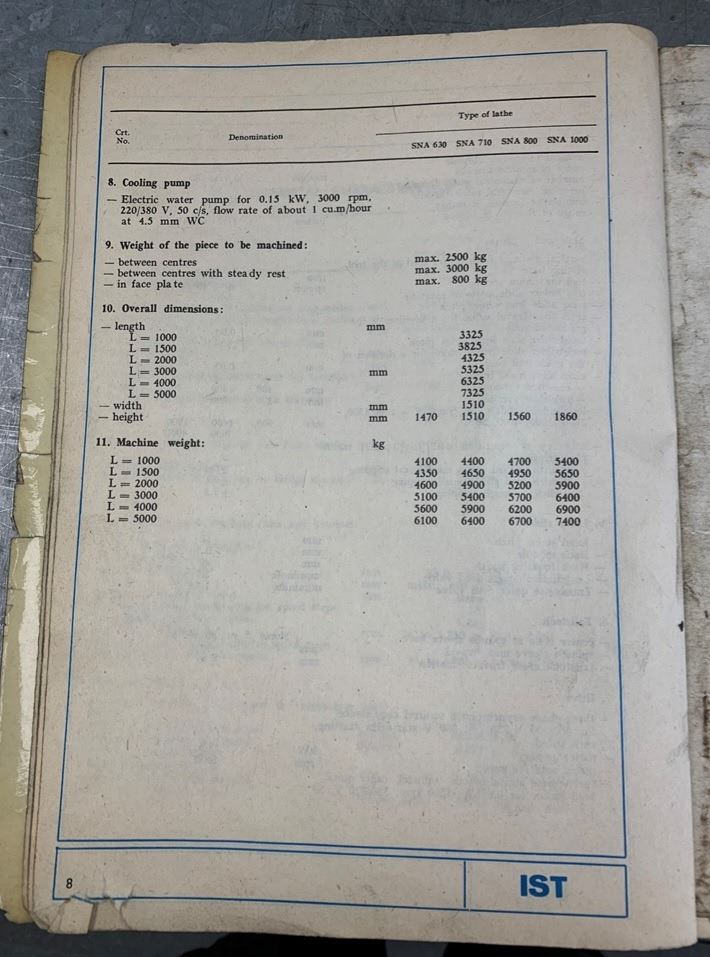 Type of lathe
Crt. No. Denomination
SNA 630 SNA 710 SNA 800 SNA 1000
8. Cooling pump
— Electric water pump for 0.15 kW, 3000 rpm,
220/380 V, 50 c/s, flow rate of about 1 cu.m/hour
at 4.5 mm WC
9. Weight of the piece to be machined:
— between centres max. 2500 kg
— between centres with steady rest max. 3000 kg
— in face plate max. 800 kg
10. Overall dimensions:
— length mm
L = 1000 3325
L = 1500 3825
L = 2000 4325
L = 3000 mm 5325
L = 4000 6325
L = 5000 7325
— width mm 1510
— height mm 1470 1510 1560 1860
11. Machine weight: kg
L = 1000 4100 4400 4700 5400
L = 1500 4350 4650 4950 5650
L = 2000 4600 4900 5200 5900
L = 3000 5100 5400 5700 6400
L = 4000 5600 5900 6200 6900
L = 5000 6100 6400 6700 7400
8 IST